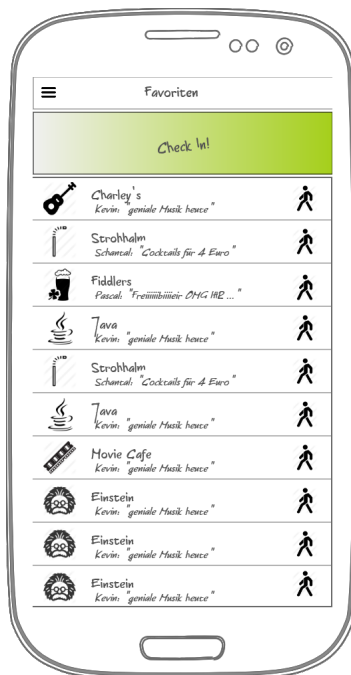 Favoriten
Check In!
Charley's
Kevin: "geniale Musik heute"
Strohhalm
Schantal: "Cocktails für 4 Euro"
Fiddlers
Pascal: OMG
Java
Kevin: "geniale Musik heute"
Strohhalm
Schantal: "Cocktails für 4 Euro"
Java
Kevin: "geniale Musik heute"
Movie Cafe
Kevin: "geniale Musik heute"
Einstein
Kevin: "geniale Musik heute"
Einstein
Kevin: "geniale Musik heute"
Einstein
Kevin: "geniale Musik heute"